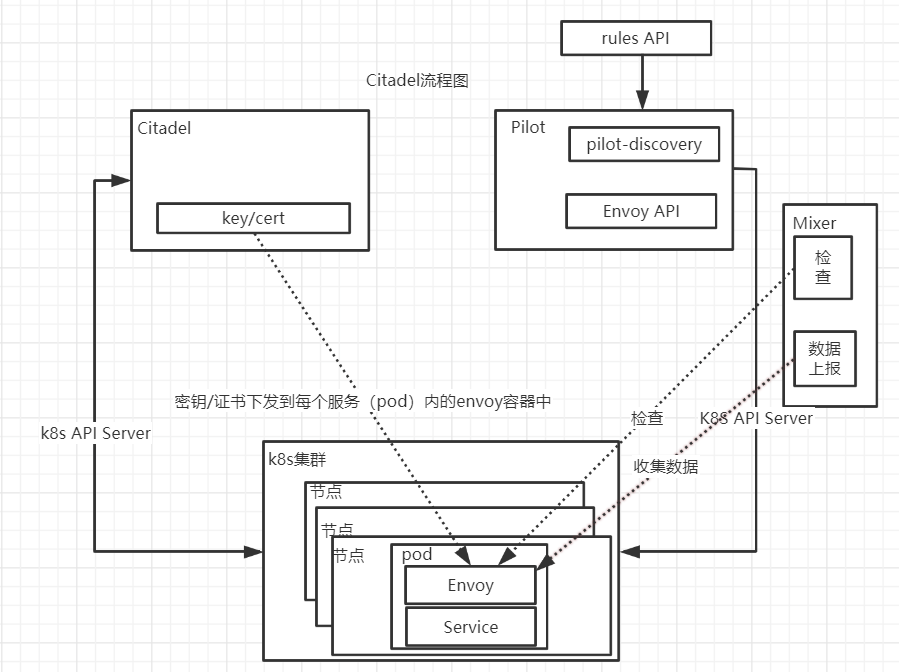 rules API
Citadel流程图
Citadel
key/cert
Pilot
pilot-discovery
Envoy API
Mixer
检
查
数据
上报
密钥/证书下发到每个服务（pod）内的envoy容器中
检查
K8S API Server
k8s API Server
收集数据
k8s集群
节点
节点
节点
pod
Envoy
Service